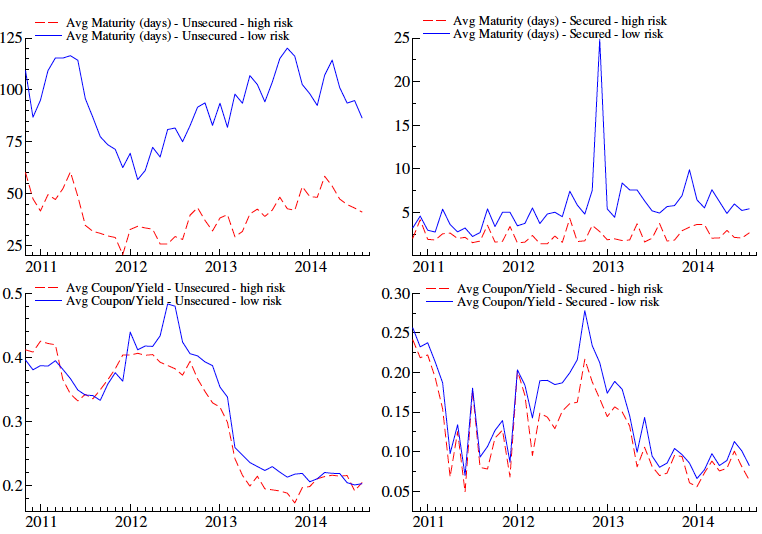 Avg Maturity (days) - Unsecured - high risk
Avg Maturity (days) - Unsecured - low risk
125
100
75
50
25
2011 2012 2013 2014
Avg Maturity (days) - Secured - high risk
Avg Maturity (days) - Secured - low risk
25
20
15
10
5
2011 2012 2013 2014
Avg Coupon/Yield - Unsecured - high risk
Avg Coupon/Yield - Unsecured - low risk
0.5
0.4
0.3
0.2
2011 2012 2013 2014
Avg Coupon/Yield - Secured - high risk
Avg Coupon/Yield - Secured - low risk
0.30
0.25
0.20
0.15
0.10
0.05
2011 2012 2013 2014